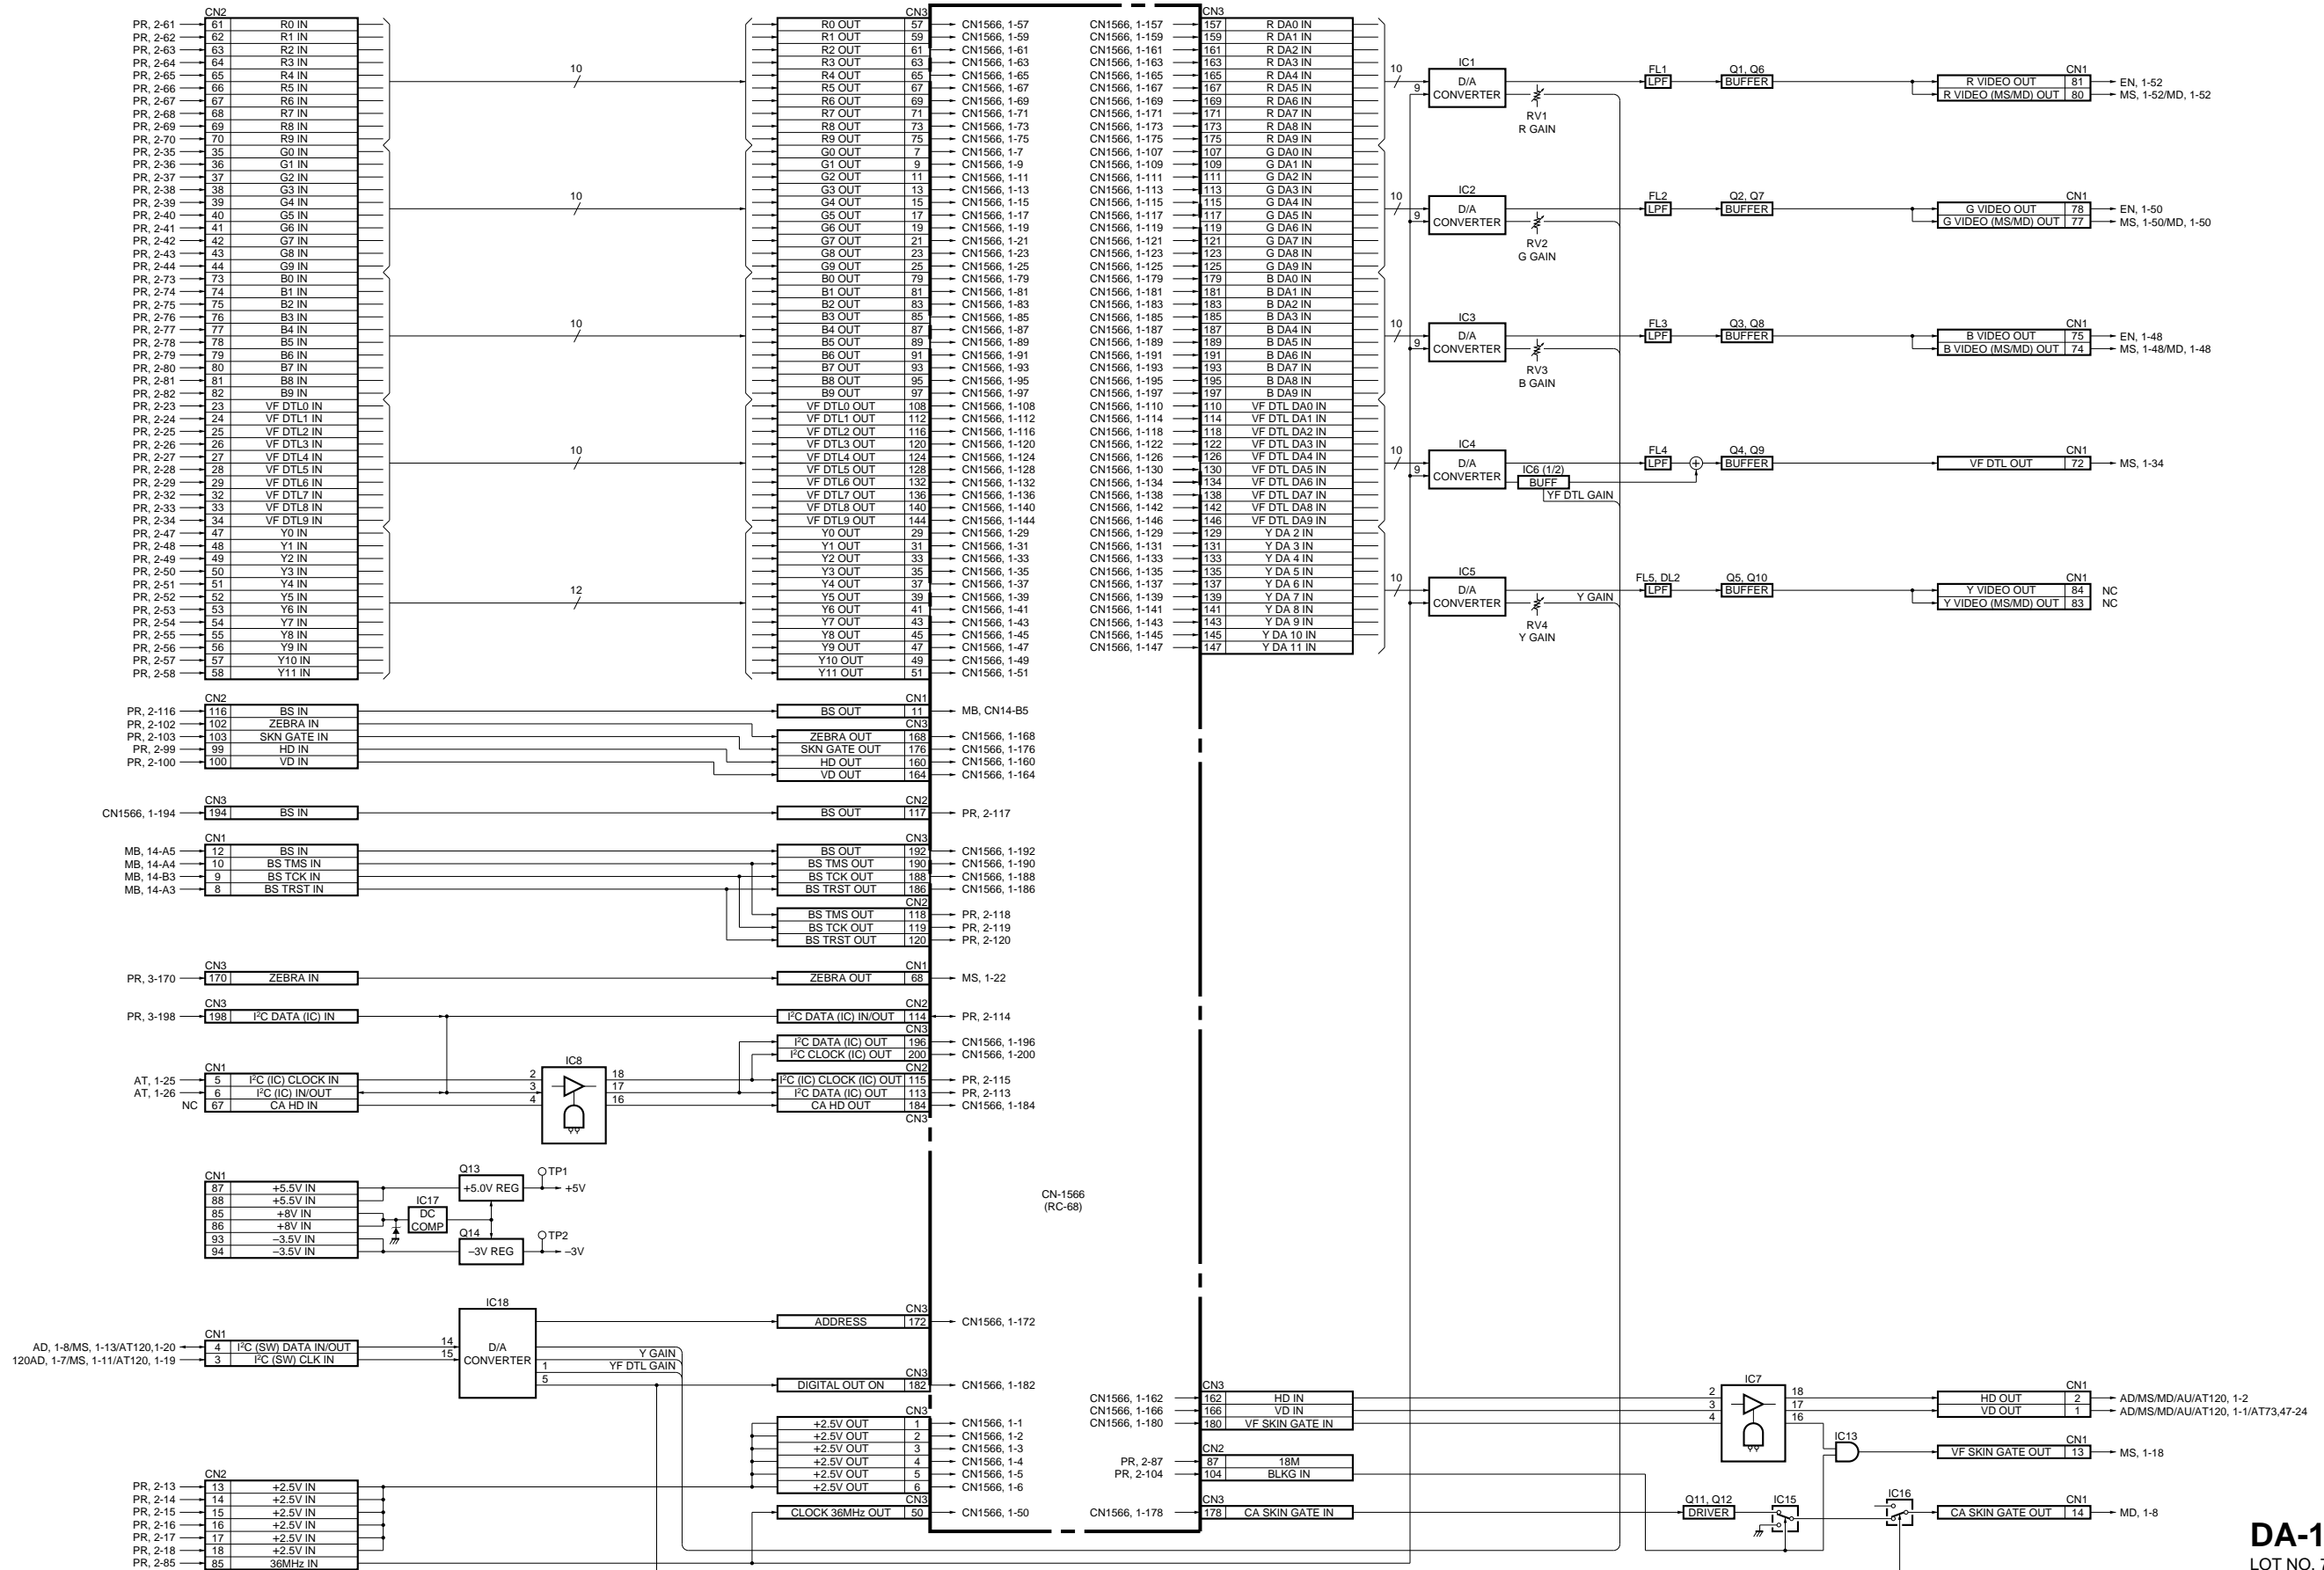 CN2
PR, 2-61 61 R0 IN
PR, 2-62 62 R1 IN
PR, 2-63 63 R2 IN
PR, 2-64 64 R3 IN
PR, 2-65 65 R4 IN
PR, 2-66 66 R5 IN
PR, 2-67 67 R6 IN
PR, 2-68 68 R7 IN
PR, 2-69 69 R8 IN
PR, 2-70 70 R9 IN
PR, 2-35 35 G0 IN
PR, 2-36 36 G1 IN
PR, 2-37 37 G2 IN
PR, 2-38 38 G3 IN
PR, 2-39 39 G4 IN
PR, 2-40 40 G5 IN
PR, 2-41 41 G6 IN
PR, 2-42 42 G7 IN
PR, 2-43 43 G8 IN
PR, 2-44 44 G9 IN
PR, 2-73 73 B0 IN
PR, 2-74 74 B1 IN
PR, 2-75 75 B2 IN
PR, 2-76 76 B3 IN
PR, 2-77 77 B4 IN
PR, 2-78 78 B5 IN
PR, 2-79 79 B6 IN
PR, 2-80 80 B7 IN
PR, 2-81 81 B8 IN
PR, 2-82 82 B9 IN
PR, 2-23 23 VF DTL0 IN
PR, 2-24 24 VF DTL1 IN
PR, 2-25 25 VF DTL2 IN
PR, 2-26 26 VF DTL3 IN
PR, 2-27 27 VF DTL4 IN
PR, 2-28 28 VF DTL5 IN
PR, 2-29 29 VF DTL6 IN
PR, 2-32 32 VF DTL7 IN
PR, 2-33 33 VF DTL8 IN
PR, 2-34 34 VF DTL9 IN
PR, 2-47 47 Y0 IN
PR, 2-48 48 Y1 IN
PR, 2-49 49 Y2 IN
PR, 2-50 50 Y3 IN
PR, 2-51 51 Y4 IN
PR, 2-52 52 Y5 IN
PR, 2-53 53 Y6 IN
PR, 2-54 54 Y7 IN
PR, 2-55 55 Y8 IN
PR, 2-56 56 Y9 IN
PR, 2-57 57 Y10 IN
PR, 2-58 58 Y11 IN
10
10
10
10
12
CN3
R0 OUT 57 CN1566, 1-57
R1 OUT 59 CN1566, 1-59
R2 OUT 61 CN1566, 1-61
R3 OUT 63 CN1566, 1-63
R4 OUT 65 CN1566, 1-65
R5 OUT 67 CN1566, 1-67
R6 OUT 69 CN1566, 1-69
R7 OUT 71 CN1566, 1-71
R8 OUT 73 CN1566, 1-73
R9 OUT 75 CN1566, 1-75
G0 OUT 7 CN1566, 1-7
G1 OUT 9 CN1566, 1-9
G2 OUT 11 CN1566, 1-11
G3 OUT 13 CN1566, 1-13
G4 OUT 15 CN1566, 1-15
G5 OUT 17 CN1566, 1-17
G6 OUT 19 CN1566, 1-19
G7 OUT 21 CN1566, 1-21
G8 OUT 23 CN1566, 1-23
G9 OUT 25 CN1566, 1-25
B0 OUT 79 CN1566, 1-79
B1 OUT 81 CN1566, 1-81
B2 OUT 83 CN1566, 1-83
B3 OUT 85 CN1566, 1-85
B4 OUT 87 CN1566, 1-87
B5 OUT 89 CN1566, 1-89
B6 OUT 91 CN1566, 1-91
B7 OUT 93 CN1566, 1-93
B8 OUT 95 CN1566, 1-95
B9 OUT 97 CN1566, 1-97
VF DTL0 OUT 108 CN1566, 1-108
VF DTL1 OUT 112 CN1566, 1-112
VF DTL2 OUT 116 CN1566, 1-116
VF DTL3 OUT 120 CN1566, 1-120
VF DTL4 OUT 124 CN1566, 1-124
VF DTL5 OUT 128 CN1566, 1-128
VF DTL6 OUT 132 CN1566, 1-132
VF DTL7 OUT 136 CN1566, 1-136
VF DTL8 OUT 140 CN1566, 1-140
VF DTL9 OUT 144 CN1566, 1-144
Y0 OUT 29 CN1566, 1-29
Y1 OUT 31 CN1566, 1-31
Y2 OUT 33 CN1566, 1-33
Y3 OUT 35 CN1566, 1-35
Y4 OUT 37 CN1566, 1-37
Y5 OUT 39 CN1566, 1-39
Y6 OUT 41 CN1566, 1-41
Y7 OUT 43 CN1566, 1-43
Y8 OUT 45 CN1566, 1-45
Y9 OUT 47 CN1566, 1-47
Y10 OUT 49 CN1566, 1-49
Y11 OUT 51 CN1566, 1-51
CN3
CN1566, 1-157 157 R DA0 IN
CN1566, 1-159 159 R DA1 IN
CN1566, 1-161 161 R DA2 IN
CN1566, 1-163 163 R DA3 IN
CN1566, 1-165 165 R DA4 IN
CN1566, 1-167 167 R DA5 IN
CN1566, 1-169 169 R DA6 IN
CN1566, 1-171 171 R DA7 IN
CN1566, 1-173 173 R DA8 IN
CN1566, 1-175 175 R DA9 IN
CN1566, 1-107 107 G DA0 IN
CN1566, 1-109 109 G DA1 IN
CN1566, 1-111 111 G DA2 IN
CN1566, 1-113 113 G DA3 IN
CN1566, 1-115 115 G DA4 IN
CN1566, 1-117 117 G DA5 IN
CN1566, 1-119 119 G DA6 IN
CN1566, 1-121 121 G DA7 IN
CN1566, 1-123 123 G DA8 IN
CN1566, 1-125 125 G DA9 IN
CN1566, 1-179 179 B DA0 IN
CN1566, 1-181 181 B DA1 IN
CN1566, 1-183 183 B DA2 IN
CN1566, 1-185 185 B DA3 IN
CN1566, 1-187 187 B DA4 IN
CN1566, 1-189 189 B DA5 IN
CN1566, 1-191 191 B DA6 IN
CN1566, 1-193 193 B DA7 IN
CN1566, 1-195 195 B DA8 IN
CN1566, 1-197 197 B DA9 IN
CN1566, 1-110 110 VF DTL DA0 IN
CN1566, 1-114 114 VF DTL DA1 IN
CN1566, 1-118 118 VF DTL DA2 IN
CN1566, 1-122 122 VF DTL DA3 IN
CN1566, 1-126 126 VF DTL DA4 IN
CN1566, 1-130 130 VF DTL DA5 IN
CN1566, 1-134 134 VF DTL DA6 IN
CN1566, 1-138 138 VF DTL DA7 IN
CN1566, 1-142 142 VF DTL DA8 IN
CN1566, 1-146 146 VF DTL DA9 IN
CN1566, 1-129 129 Y DA 2 IN
CN1566, 1-131 131 Y DA 3 IN
CN1566, 1-133 133 Y DA 4 IN
CN1566, 1-135 135 Y DA 5 IN
CN1566, 1-137 137 Y DA 6 IN
CN1566, 1-139 139 Y DA 7 IN
CN1566, 1-141 141 Y DA 8 IN
CN1566, 1-143 143 Y DA 9 IN
CN1566, 1-145 145 Y DA 10 IN
CN1566, 1-147 147 Y DA 11 IN
IC1 FL1 Q1, Q6 CN1
10 D/A LPF BUFFER R VIDEO OUT 81 EN, 1-52
9 CONVERTER R VIDEO (MS/MD) OUT 80 MS, 1-52/MD, 1-52
RV1
R GAIN
IC2 FL2 Q2, Q7 CN1
10 D/A LPF BUFFER G VIDEO OUT 78 EN, 1-50
9 CONVERTER G VIDEO (MS/MD) OUT 77 MS, 1-50/MD, 1-50
RV2
G GAIN
IC3 FL3 Q3, Q8 CN1
10 D/A LPF BUFFER B VIDEO OUT 75 EN, 1-48
9 CONVERTER B VIDEO (MS/MD) OUT 74 MS, 1-48/MD, 1-48
RV3
B GAIN
IC4 FL4 Q4, Q9 CN1
10 D/A LPF + BUFFER VF DTL OUT 72 MS, 1-34
9 CONVERTER IC6 (1/2)
BUFF
YF DTL GAIN
IC5 FL5, DL2 Q5, Q10 CN1
10 D/A LPF BUFFER Y VIDEO OUT 84 NC
CONVERTER Y GAIN Y VIDEO (MS/MD) OUT 83 NC
RV4
Y GAIN
CN2 CN1
PR, 2-116 116 BS IN BS OUT 11 MB, CN14-B5
PR, 2-102 102 ZEBRA IN CN3
PR, 2-103 103 SKN GATE IN ZEBRA OUT 168 CN1566, 1-168
PR, 2-99 99 HD IN SKN GATE OUT 176 CN1566, 1-176
PR, 2-100 100 VD IN HD OUT 160 CN1566, 1-160
VD OUT 164 CN1566, 1-164
CN3 CN2
CN1566, 1-194 194 BS IN BS OUT 117 PR, 2-117
CN1 CN3
MB, 14-A5 12 BS IN BS OUT 192 CN1566, 1-192
MB, 14-A4 10 BS TMS IN BS TMS OUT 190 CN1566, 1-190
MB, 14-B3 9 BS TCK IN BS TCK OUT 188 CN1566, 1-188
MB, 14-A3 8 BS TRST IN BS TRST OUT 186 CN1566, 1-186
CN2
BS TMS OUT 118 PR, 2-118
BS TCK OUT 119 PR, 2-119
BS TRST OUT 120 PR, 2-120
CN3 CN1
PR, 3-170 170 ZEBRA IN ZEBRA OUT 68 MS, 1-22
CN3 CN2
PR, 3-198 198 I²C DATA (IC) IN I²C DATA (IC) IN/OUT 114 PR, 2-114
CN3
I²C DATA (IC) OUT 196 CN1566, 1-196
I²C CLOCK (IC) OUT 200 CN1566, 1-200
CN1 IC8 CN2
AT, 1-25 5 I²C (IC) CLOCK IN 2 18 I²C (IC) CLOCK (IC) OUT 115 PR, 2-115
AT, 1-26 6 I²C (IC) IN/OUT 3 17 I²C DATA (IC) OUT 113 PR, 2-113
NC 67 CA HD IN 4 16 CA HD OUT 184 CN1566, 1-184
CN3
CN1 Q13 TP1
87 +5.5V IN +5.0V REG +5V
88 +5.5V IN IC17
85 +8V IN DC
86 +8V IN COMP
93 –3.5V IN Q14 TP2
94 –3.5V IN –3V REG –3V
CN-1566
(RC-68)
IC18 CN3
ADDRESS 172 CN1566, 1-172
CN1
AD, 1-8/MS, 1-13/AT120,1-20 4 I²C (SW) DATA IN/OUT 14 D/A
120AD, 1-7/MS, 1-11/AT120, 1-19 3 I²C (SW) CLK IN 15 CONVERTER Y GAIN
1 YF DTL GAIN
CN3
5 DIGITAL OUT ON 182 CN1566, 1-182
CN3
+2.5V OUT 1 CN1566, 1-1
+2.5V OUT 2 CN1566, 1-2
+2.5V OUT 3 CN1566, 1-3
+2.5V OUT 4 CN1566, 1-4
+2.5V OUT 5 CN1566, 1-5
+2.5V OUT 6 CN1566, 1-6
CN3
CLOCK 36MHz OUT 50 CN1566, 1-50
CN2
PR, 2-13 13 +2.5V IN
PR, 2-14 14 +2.5V IN
PR, 2-15 15 +2.5V IN
PR, 2-16 16 +2.5V IN
PR, 2-17 17 +2.5V IN
PR, 2-18 18 +2.5V IN
PR, 2-85 85 36MHz IN
CN3 IC7 CN1
CN1566, 1-162 162 HD IN 2 18 HD OUT 2 AD/MS/MD/AU/AT120, 1-2
CN1566, 1-166 166 VD IN 3 17 VD OUT 1 AD/MS/MD/AU/AT120, 1-1/AT73,47-24
CN1566, 1-180 180 VF SKIN GATE IN 4 16
CN2 IC13 CN1
PR, 2-87 87 18M VF SKIN GATE OUT 13 MS, 1-18
PR, 2-104 104 BLKG IN
CN3 Q11, Q12 IC15 IC16 CN1
CN1566, 1-178 178 CA SKIN GATE IN DRIVER CA SKIN GATE OUT 14 MD, 1-8
DA-1
LOT NO.